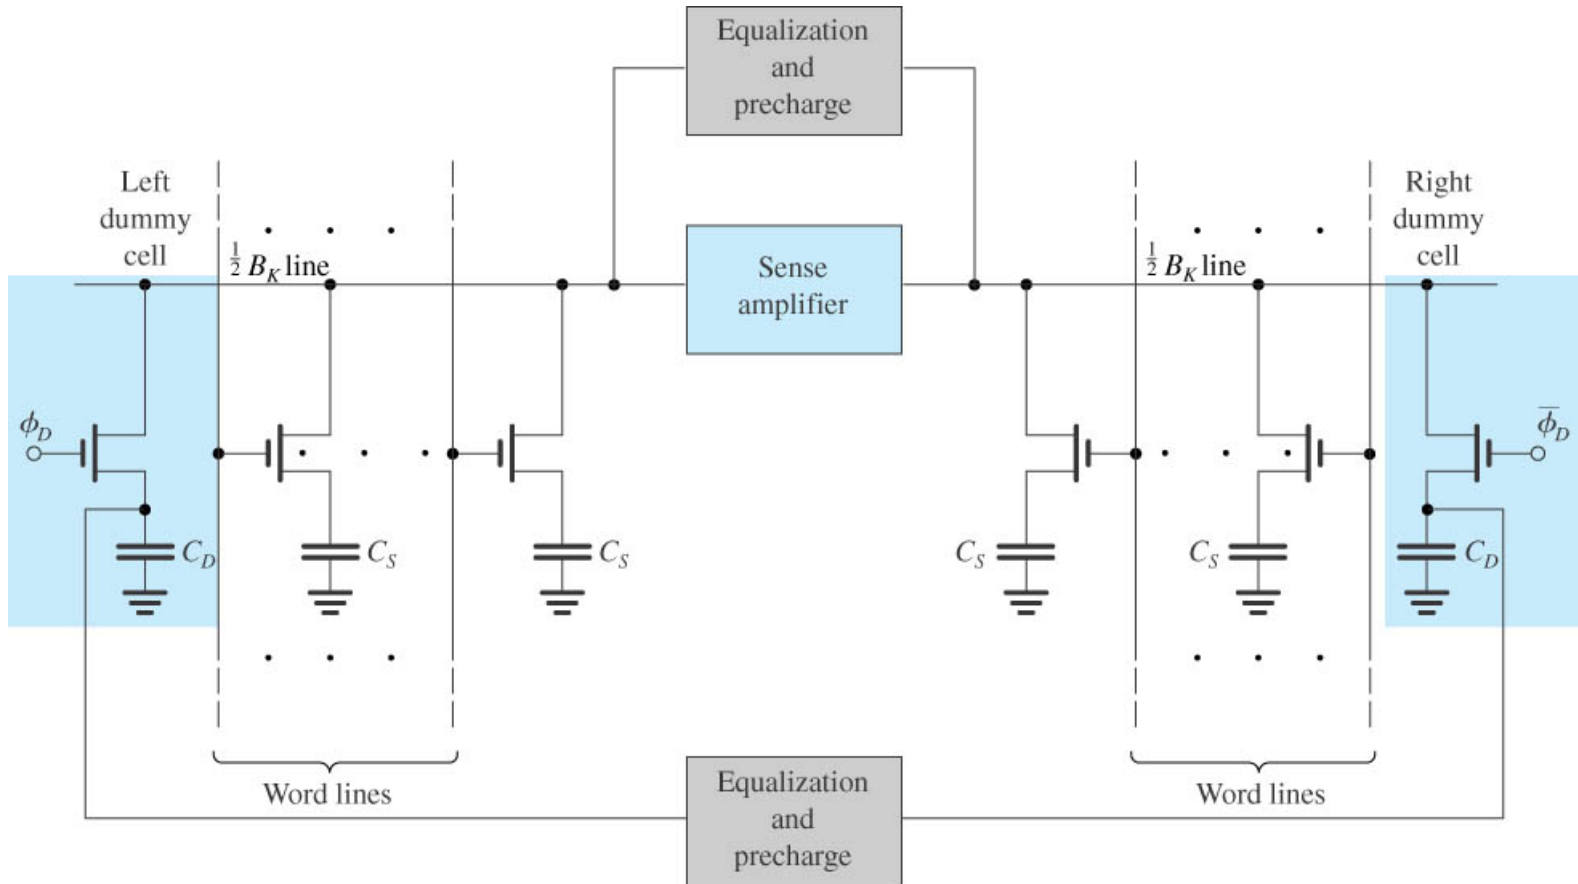 Equalization
and
precharge
Left
dummy
cell
Right
dummy
cell
½ B_K line
Sense
amplifier
½ B_K line
ϕ_D
ϕ̅_D
C_D
C_S
C_S
C_S
C_S
C_D
Word lines
Equalization
and
precharge
Word lines